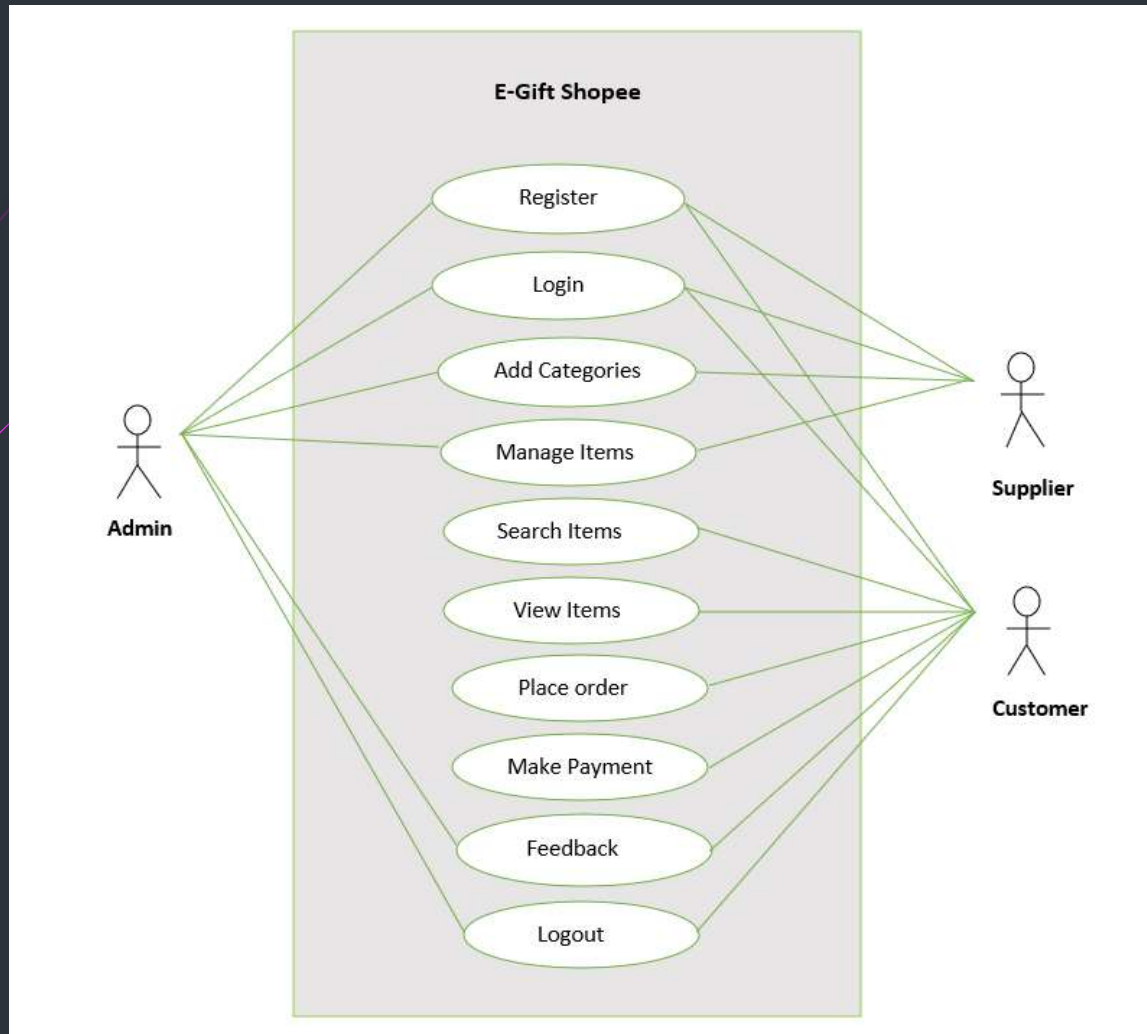 E-Gift Shopee
Register
Login
Add Categories
Manage Items
Search Items
View Items
Place order
Make Payment
Feedback
Logout
Admin
Supplier
Customer